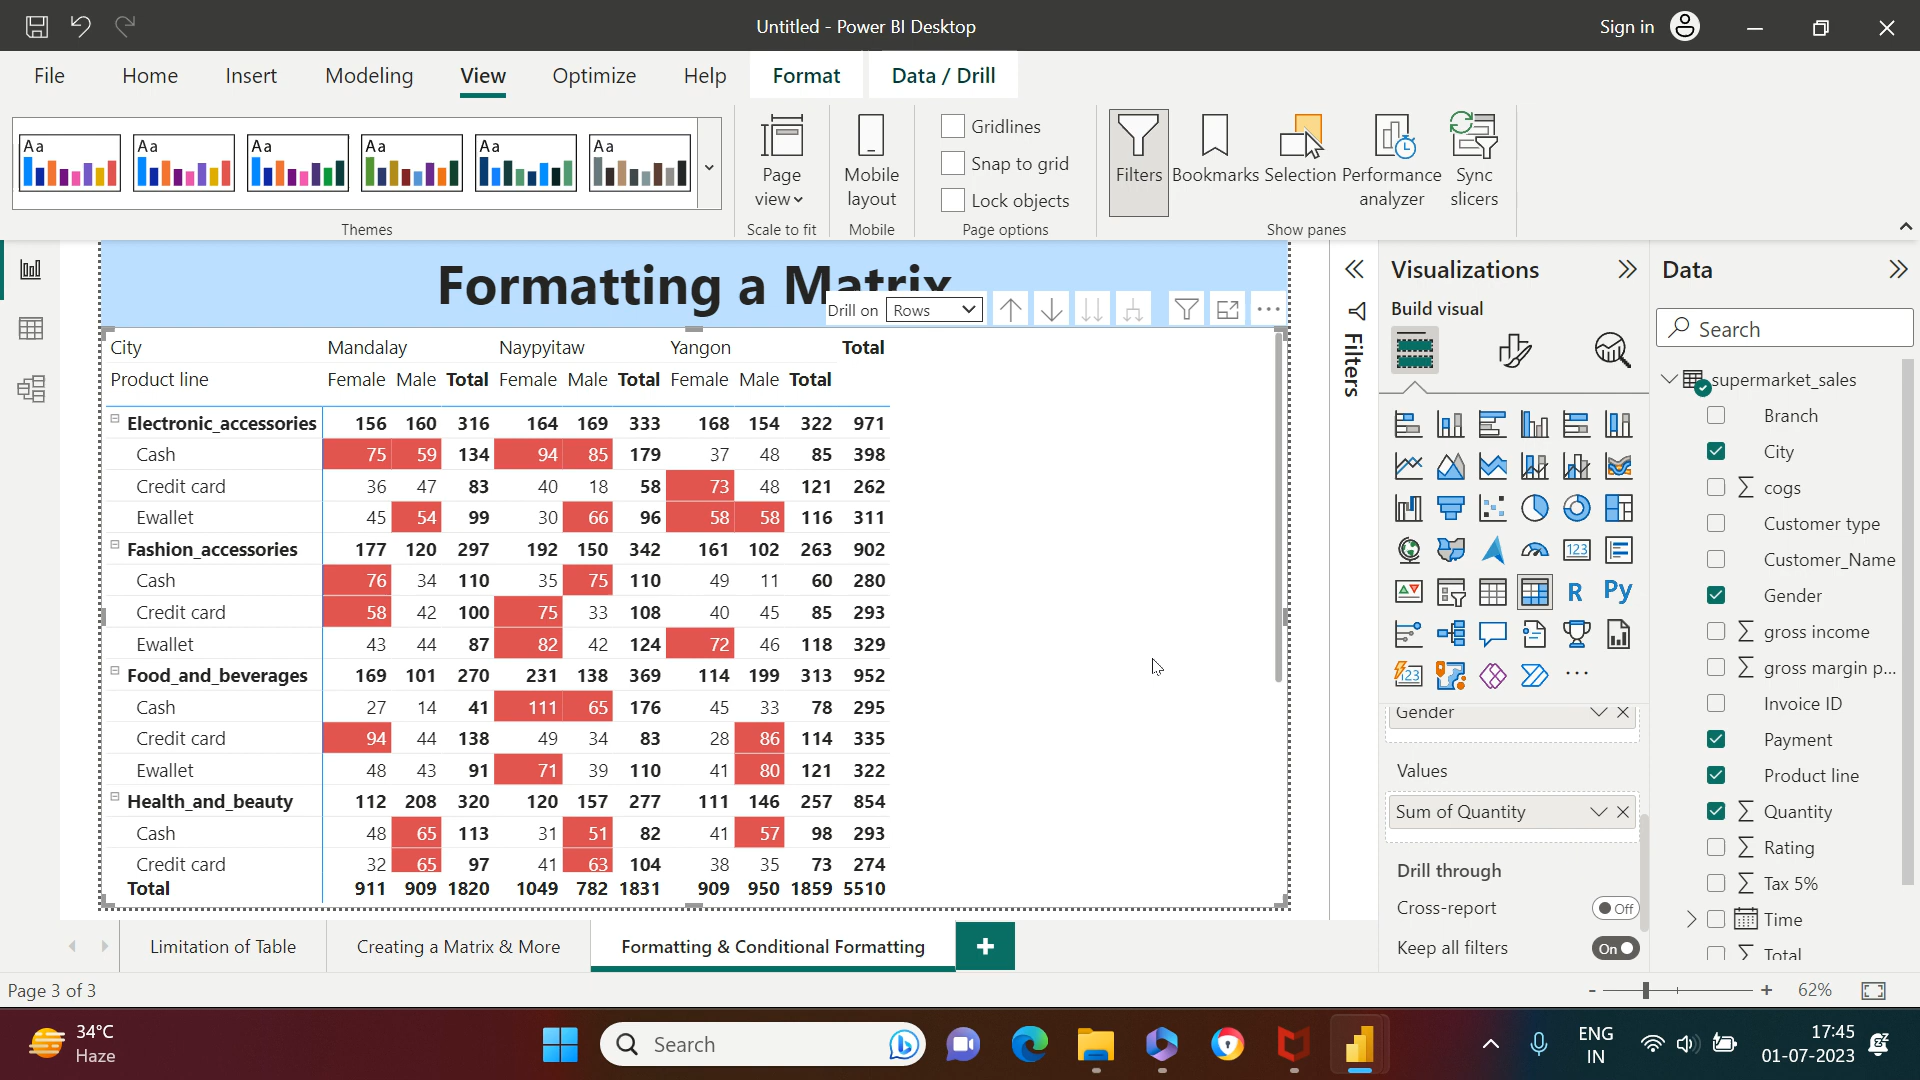 Untitled - Power BI Desktop
Sign in
File Home Insert Modeling View Optimize Help Format Data / Drill
Aa Aa Aa Aa Aa Aa
Themes
Page view
Scale to fit
Mobile layout
Mobile
Gridlines
Snap to grid
Lock objects
Page options
Filters
Bookmarks
Selection
Performance analyzer
Sync slicers
Show panes
Formatting a Matrix
Drill on Rows
City Mandalay Naypyitaw Yangon Total
Product line Female Male Total Female Male Total Female Male Total
Electronic_accessories 156 160 316 164 169 333 168 154 322 971
Cash 75 59 134 94 85 179 37 48 85 398
Credit card 36 47 83 40 18 58 73 48 121 262
Ewallet 45 54 99 30 66 96 58 58 116 311
Fashion_accessories 177 120 297 192 150 342 161 102 263 902
Cash 76 34 110 35 75 110 49 11 60 280
Credit card 58 42 100 75 33 108 40 45 85 293
Ewallet 43 44 87 82 42 124 72 46 118 329
Food_and_beverages 169 101 270 231 138 369 114 199 313 952
Cash 27 14 41 111 65 176 45 33 78 295
Credit card 94 44 138 49 34 83 28 86 114 335
Ewallet 48 43 91 71 39 110 41 80 121 322
Health_and_beauty 112 208 320 120 157 277 111 146 257 854
Cash 48 65 113 31 51 82 41 57 98 293
Credit card 32 65 97 41 63 104 38 35 73 274
Total 911 909 1820 1049 782 1831 909 950 1859 5510
Filters
Visualizations
Build visual
123
R Py
123
Gender
Values
Sum of Quantity
Drill through
Cross-report Off
Keep all filters On
Data
Search
supermarket_sales
Branch
City
cogs
Customer type
Customer_Name
Gender
gross income
gross margin p...
Invoice ID
Payment
Product line
Quantity
Rating
Tax 5%
Time
Total
Limitation of Table
Creating a Matrix & More
Formatting & Conditional Formatting
+
Page 3 of 3
- + 62%
34°C
Haze
Search
ENG
IN
17:45
01-07-2023